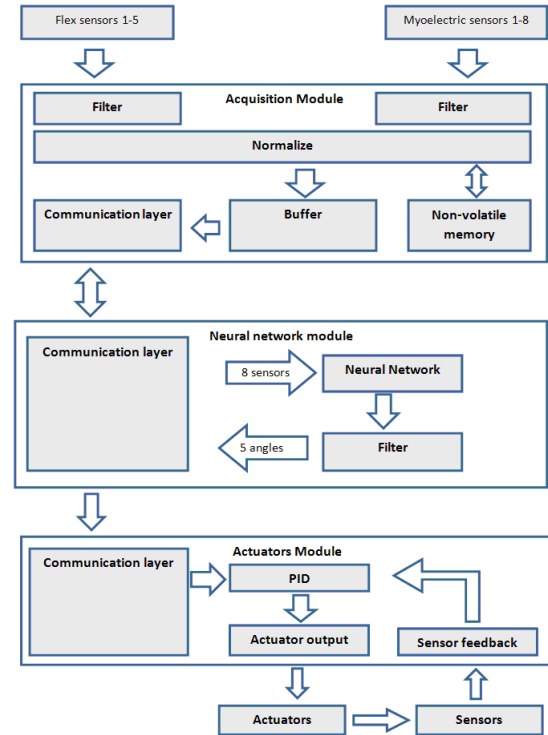 Flex sensors 1-5
Myoelectric sensors 1-8
Acquisition Module
Filter
Filter
Normalize
Communication layer
Buffer
Non-volatile
memory
Neural network module
Communication layer
8 sensors
Neural Network
5 angles
Filter
Actuators Module
Communication layer
PID
Actuator output
Sensor feedback
Actuators
Sensors